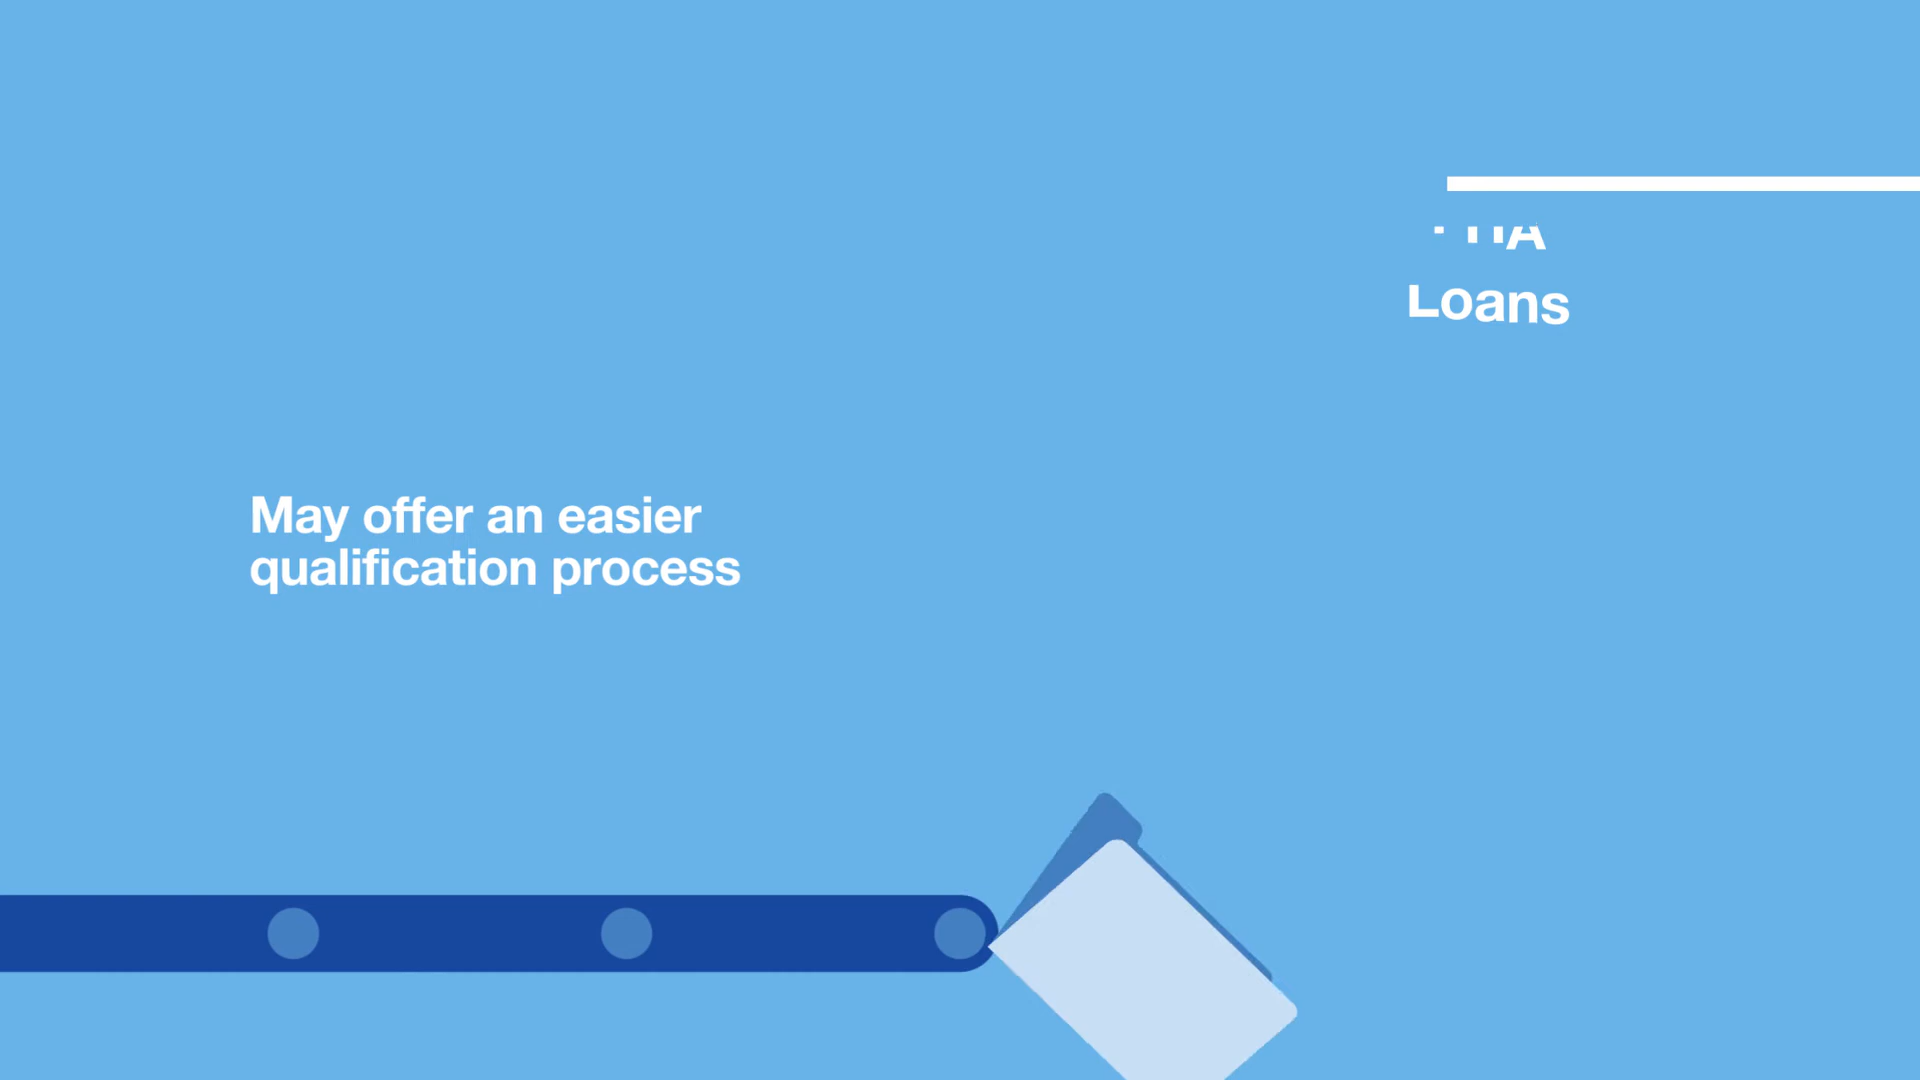 Loans
May offer an easier
qualification process